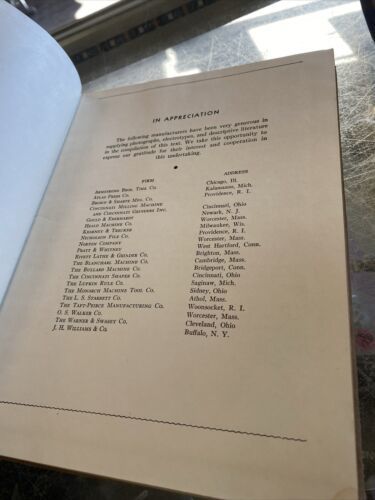 IN APPRECIATION
The following manufacturers have been very generous in
supplying photographs, electrotypes, and descriptive literature
in the compilation of this text. We take this opportunity to
express our gratitude for their interest and cooperation in
this undertaking.
FIRM ADDRESS
Armstrong Bros. Tool Co. Chicago, Ill.
Atlas Press Co. Kalamazoo, Mich.
Brown & Sharpe Mfg. Co. Providence, R. I.
Cincinnati Milling Machine
and Cincinnati Grinders Inc. Cincinnati, Ohio
Gould & Eberhardt Newark, N. J.
Heald Machine Co. Worcester, Mass.
Kearney & Trecker Milwaukee, Wis.
Nicholson File Co. Providence, R. I.
Norton Company Worcester, Mass.
Pratt & Whitney West Hartford, Conn.
Rivett Lathe & Grinder Co. Brighton, Mass.
The Blanchard Machine Co. Cambridge, Mass.
The Bullard Machine Co. Bridgeport, Conn.
The Cincinnati Shaper Co. Cincinnati, Ohio
The Lufkin Rule Co. Saginaw, Mich.
The Monarch Machine Tool Co. Sidney, Ohio
The L. S. Starrett Co. Athol, Mass.
The Taft-Peirce Manufacturing Co. Woonsocket, R. I.
O. S. Walker Co. Worcester, Mass.
The Warner & Swasey Co. Cleveland, Ohio
J. H. Williams & Co. Buffalo, N. Y.